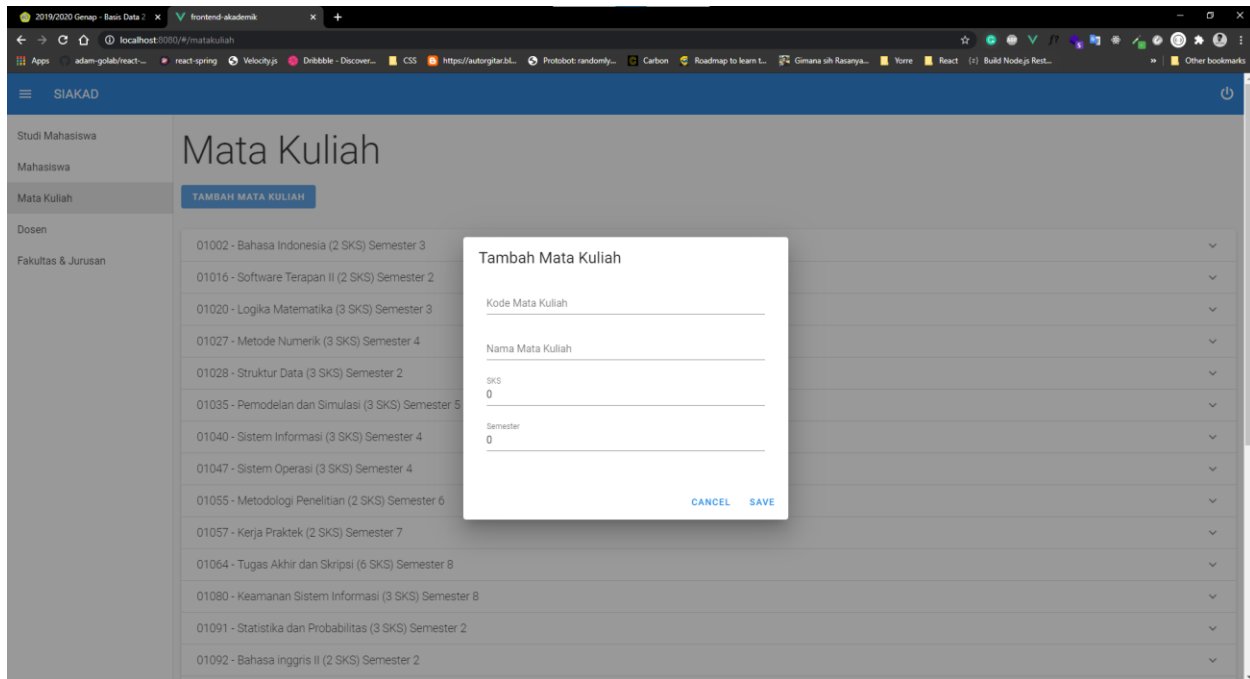 2019/2020 Genap - Basis Data 2
frontend-akademik
localhost:8080/#/matakuliah
Apps
adam-golab/react-...
react-spring
Velocity.js
Dribbble - Discover...
CSS
https://autorgitar.bl...
Protobot: randomly...
Carbon
Roadmap to learn t...
Gimana sih Rasanya...
Yorre
React
Build Node.js Rest...
»
Other bookmarks
SIAKAD
Studi Mahasiswa
Mahasiswa
Mata Kuliah
Dosen
Fakultas & Jurusan
Mata Kuliah
TAMBAH MATA KULIAH
01002 - Bahasa Indonesia (2 SKS) Semester 3
01016 - Software Terapan II (2 SKS) Semester 2
01020 - Logika Matematika (3 SKS) Semester 3
01027 - Metode Numerik (3 SKS) Semester 4
01028 - Struktur Data (3 SKS) Semester 2
01035 - Pemodelan dan Simulasi (3 SKS) Semester 5
01040 - Sistem Informasi (3 SKS) Semester 4
01047 - Sistem Operasi (3 SKS) Semester 4
01055 - Metodologi Penelitian (2 SKS) Semester 6
01057 - Kerja Praktek (2 SKS) Semester 7
01064 - Tugas Akhir dan Skripsi (6 SKS) Semester 8
01080 - Keamanan Sistem Informasi (3 SKS) Semester 8
01091 - Statistika dan Probabilitas (3 SKS) Semester 2
01092 - Bahasa inggris II (2 SKS) Semester 2
Tambah Mata Kuliah
Kode Mata Kuliah
Nama Mata Kuliah
SKS
0
Semester
0
CANCEL SAVE